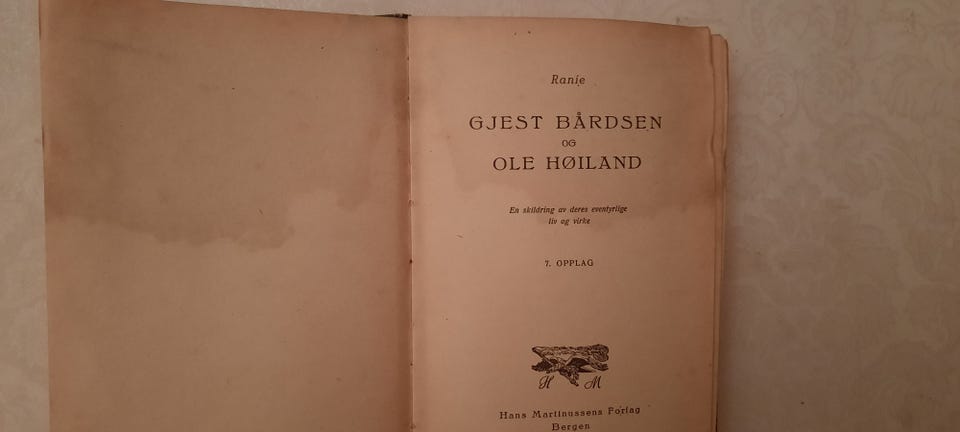 Ranie
GJEST BÅRDSEN
OG
OLE HØILAND
En skildring av deres eventyrlige
liv og virke
7. OPPLAG
H M
Hans Martinussens Forlag
Bergen